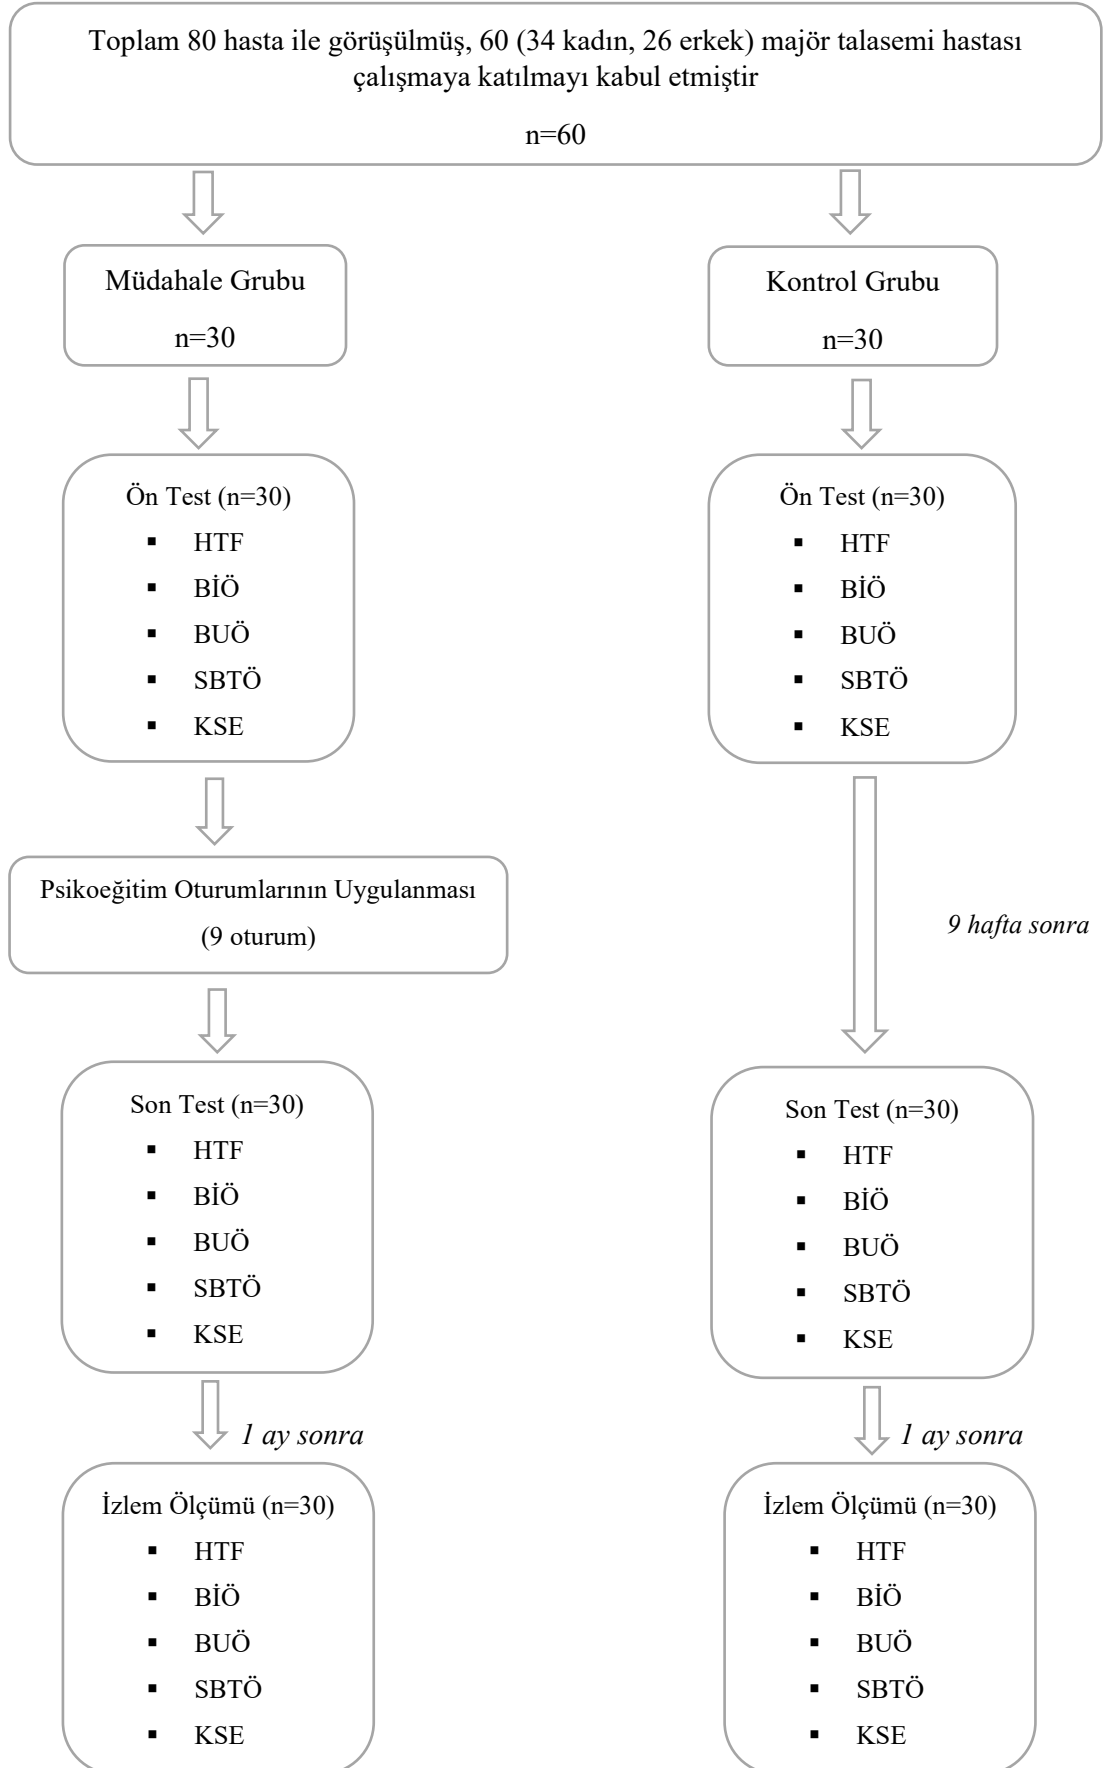 Toplam 80 hasta ile görüşülmüş, 60 (34 kadın, 26 erkek) majör talasemi hastası
çalışmaya katılmayı kabul etmiştir
n=60
Müdahale Grubu
n=30
Kontrol Grubu
n=30
Ön Test (n=30)
▪ HTF
▪ BİÖ
▪ BUÖ
▪ SBTÖ
▪ KSE
Ön Test (n=30)
▪ HTF
▪ BİÖ
▪ BUÖ
▪ SBTÖ
▪ KSE
Psikoeğitim Oturumlarının Uygulanması
(9 oturum)
9 hafta sonra
Son Test (n=30)
▪ HTF
▪ BİÖ
▪ BUÖ
▪ SBTÖ
▪ KSE
Son Test (n=30)
▪ HTF
▪ BİÖ
▪ BUÖ
▪ SBTÖ
▪ KSE
1 ay sonra
1 ay sonra
İzlem Ölçümü (n=30)
▪ HTF
▪ BİÖ
▪ BUÖ
▪ SBTÖ
▪ KSE
İzlem Ölçümü (n=30)
▪ HTF
▪ BİÖ
▪ BUÖ
▪ SBTÖ
▪ KSE